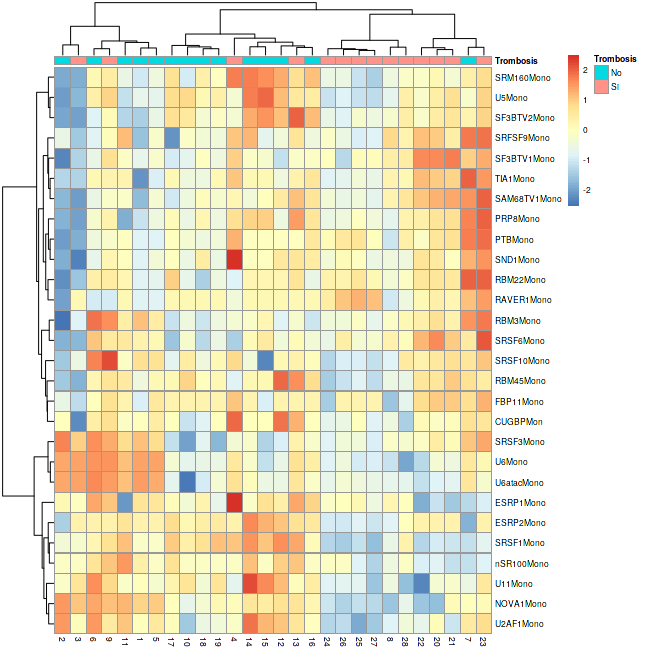 Trombosis
SRM160Mono
U5Mono
SF3BTV2Mono
SRFSF9Mono
SF3BTV1Mono
TIA1Mono
SAM68TV1Mono
PRP8Mono
PTBMono
SND1Mono
RBM22Mono
RAVER1Mono
RBM3Mono
SRSF6Mono
SRSF10Mono
RBM45Mono
FBP11Mono
CUGBPMon
SRSF3Mono
U6Mono
U6atacMono
ESRP1Mono
ESRP2Mono
SRSF1Mono
nSR100Mono
U11Mono
NOVA1Mono
U2AF1Mono
2 3 6 9 11 1 5 17 10 18 19 4 14 15 12 13 16 24 26 25 27 8 28 22 20 21 7 23
2
1
0
-1
-2
Trombosis
No
SI